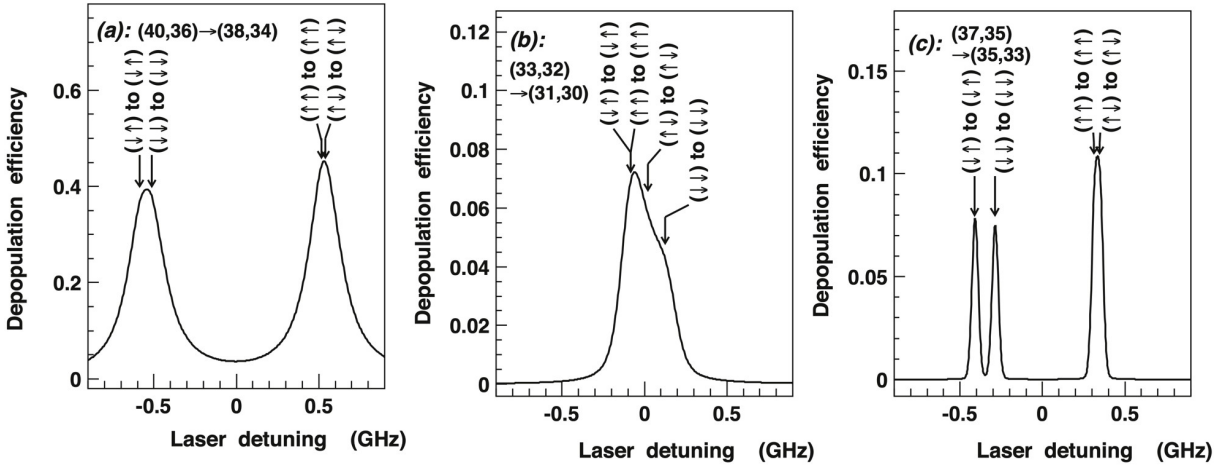 (a): (40,36)→(38,34)
(↓↑) to (↓↑)
(↓↓) to (↓↓)
(↑↑) to (↑↑)
(↑↓) to (↑↓)
Depopulation efficiency
0.6
0.4
0.2
0
-0.5
0
0.5
Laser detuning (GHz)
(b):
(33,32)
→(31,30)
(↓↑) to (↓↑)
(↑↑) to (↑↑)
(↑↓) to (↑↓)
(↓↓) to (↓↓)
Depopulation efficiency
0.12
0.1
0.08
0.06
0.04
0.02
0
-0.5
0
0.5
Laser detuning (GHz)
(c): (37,35)
→(35,33)
(↓↑) to (↓↑)
(↓↓) to (↓↓)
(↑↑) to (↑↑)
(↑↓) to (↑↓)
Depopulation efficiency
0.15
0.1
0.05
0
-0.5
0
0.5
Laser detuning (GHz)